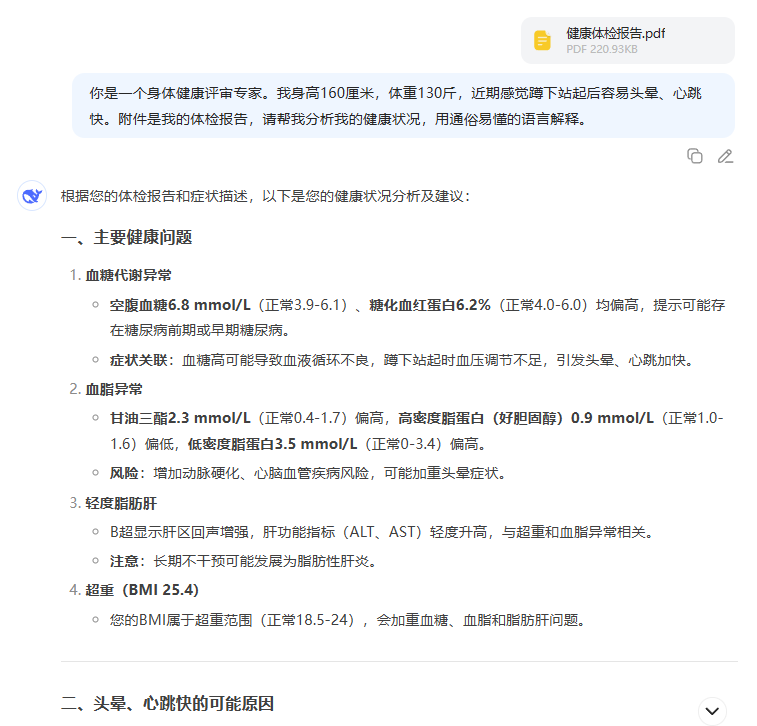 健康体检报告.pdf
PDF 220.93KB
你是一个身体健康评审专家。我身高160厘米，体重130斤，近期感觉蹲下站起后容易头晕、心跳
快。附件是我的体检报告，请帮我分析我的健康状况，用通俗易懂的语言解释。
根据您的体检报告和症状描述，以下是您的健康状况分析及建议：
一、主要健康问题
1. 血糖代谢异常
空腹血糖6.8 mmol/L（正常3.9-6.1）、糖化血红蛋白6.2%（正常4.0-6.0）均偏高，提示可能存
在糖尿病前期或早期糖尿病。
症状关联：血糖高可能导致血液循环不良，蹲下站起时血压调节不足，引发头晕、心跳加快。
2. 血脂异常
甘油三酯2.3 mmol/L（正常0.4-1.7）偏高，高密度脂蛋白（好胆固醇）0.9 mmol/L（正常1.0-
1.6）偏低，低密度脂蛋白3.5 mmol/L（正常0-3.4）偏高。
风险：增加动脉硬化、心脑血管疾病风险，可能加重头晕症状。
3. 轻度脂肪肝
B超显示肝区回声增强，肝功能指标（ALT、AST）轻度升高，与超重和血脂异常相关。
注意：长期不干预可能发展为脂肪性肝炎。
4. 超重（BMI 25.4）
您的BMI属于超重范围（正常18.5-24），会加重血糖、血脂和脂肪肝问题。
二、头晕、心跳快的可能原因